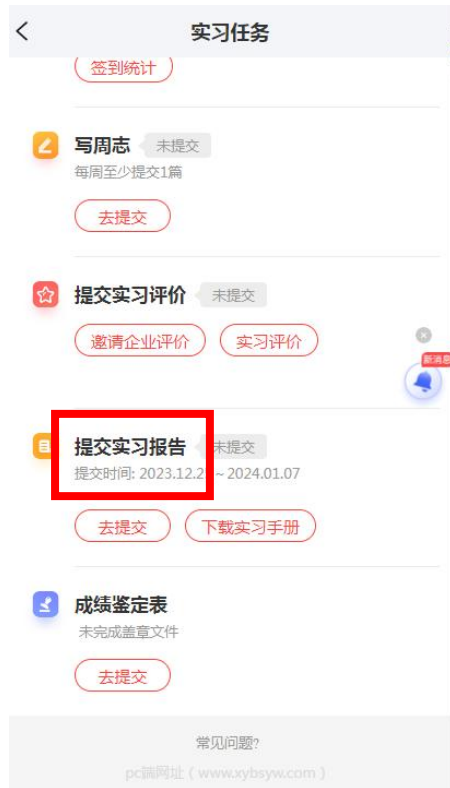 实习任务
签到统计
写周志 未提交
每周至少提交1篇
去提交
提交实习评价 未提交
邀请企业评价 实习评价
新消息
提交实习报告 未提交
提交时间: 2023.12.2 ~ 2024.01.07
去提交 下载实习手册
成绩鉴定表
未完成盖章文件
去提交
常见问题?
pc端网址 ( www.xybsyw.com )